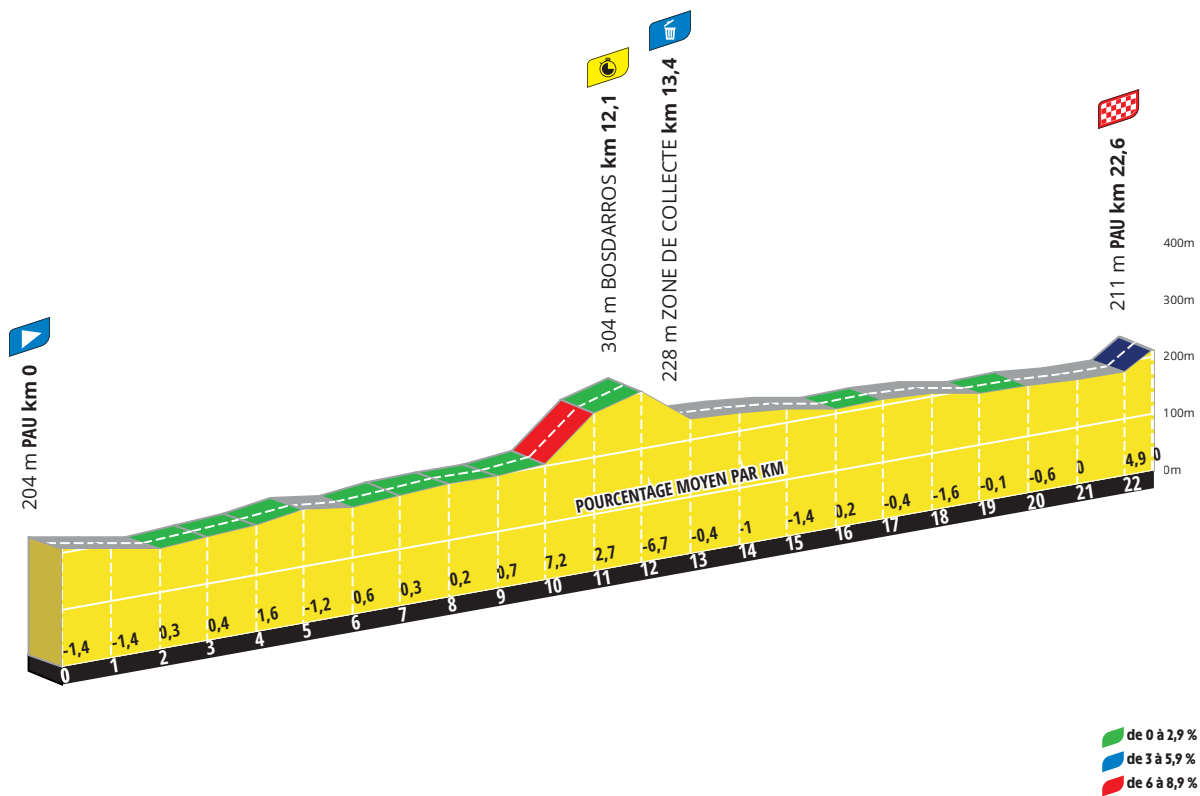 204 m PAU km 0
304 m BOSDARROS km 12,1
228 m ZONE DE COLLECTE km 13,4
211 m PAU km 22,6
400m
300m
200m
100m
0m
POURCENTAGE MOYEN PAR KM
-1,4 -1,4 0,3 0,4 1,6 -1,2 0,6 0,3 0,2 0,7 7,2 2,7 -6,7 -0,4 -1 -1,4 0,2 -0,4 -1,6 -0,1 -0,6 0 4,9 0
0 1 2 3 4 5 6 7 8 9 10 11 12 13 14 15 16 17 18 19 20 21 22
de 0 à 2,9 %
de 3 à 5,9 %
de 6 à 8,9 %